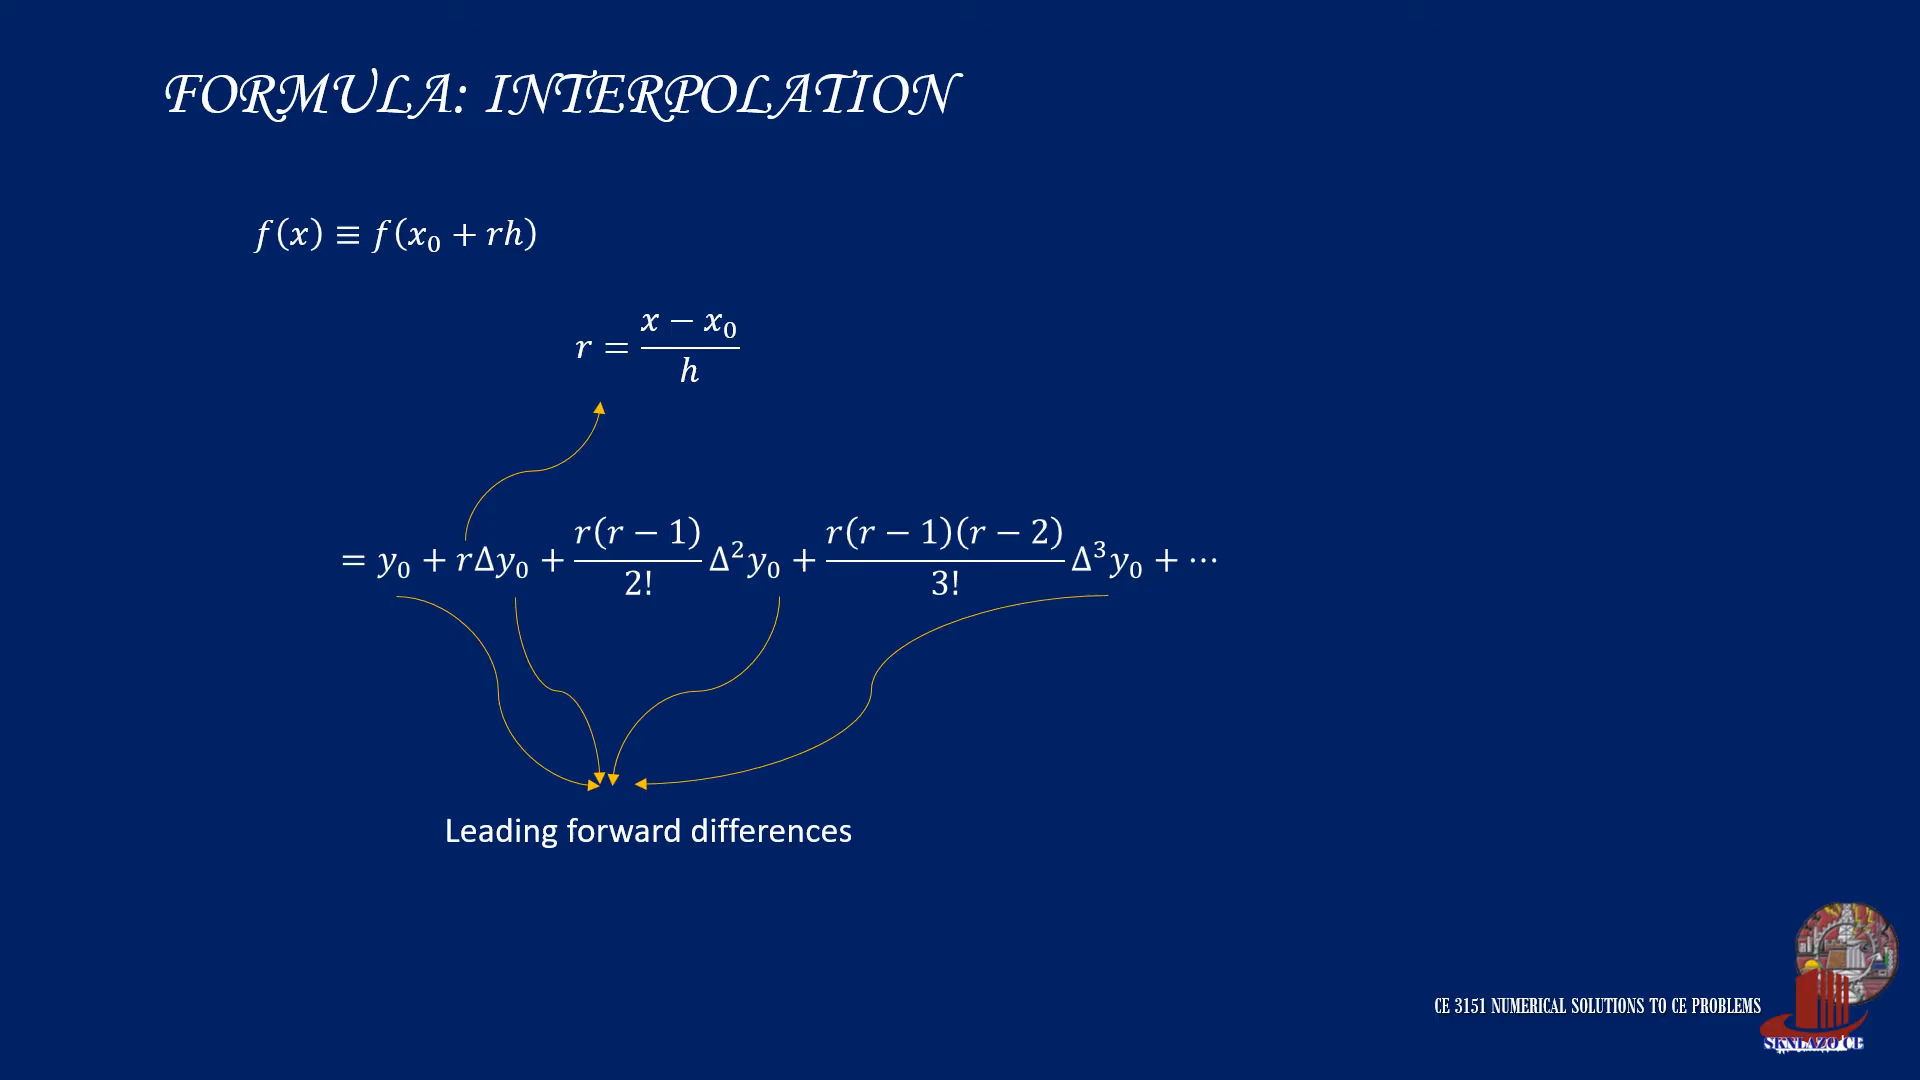 FORMULA: INTERPOLATION
f(x) ≡ f(x₀ + rh)
r = (x − x₀)/h
= y₀ + rΔy₀ + r(r − 1)/2! Δ²y₀ + r(r − 1)(r − 2)/3! Δ³y₀ + ⋯
Leading forward differences
CE 3151 NUMERICAL SOLUTIONS TO CE PROBLEMS